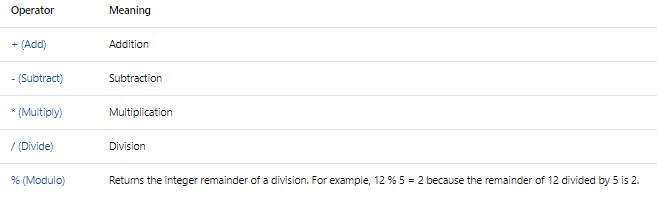 Operator Meaning
+ (Add) Addition
- (Subtract) Subtraction
* (Multiply) Multiplication
/ (Divide) Division
% (Modulo) Returns the integer remainder of a division. For example, 12 % 5 = 2 because the remainder of 12 divided by 5 is 2.